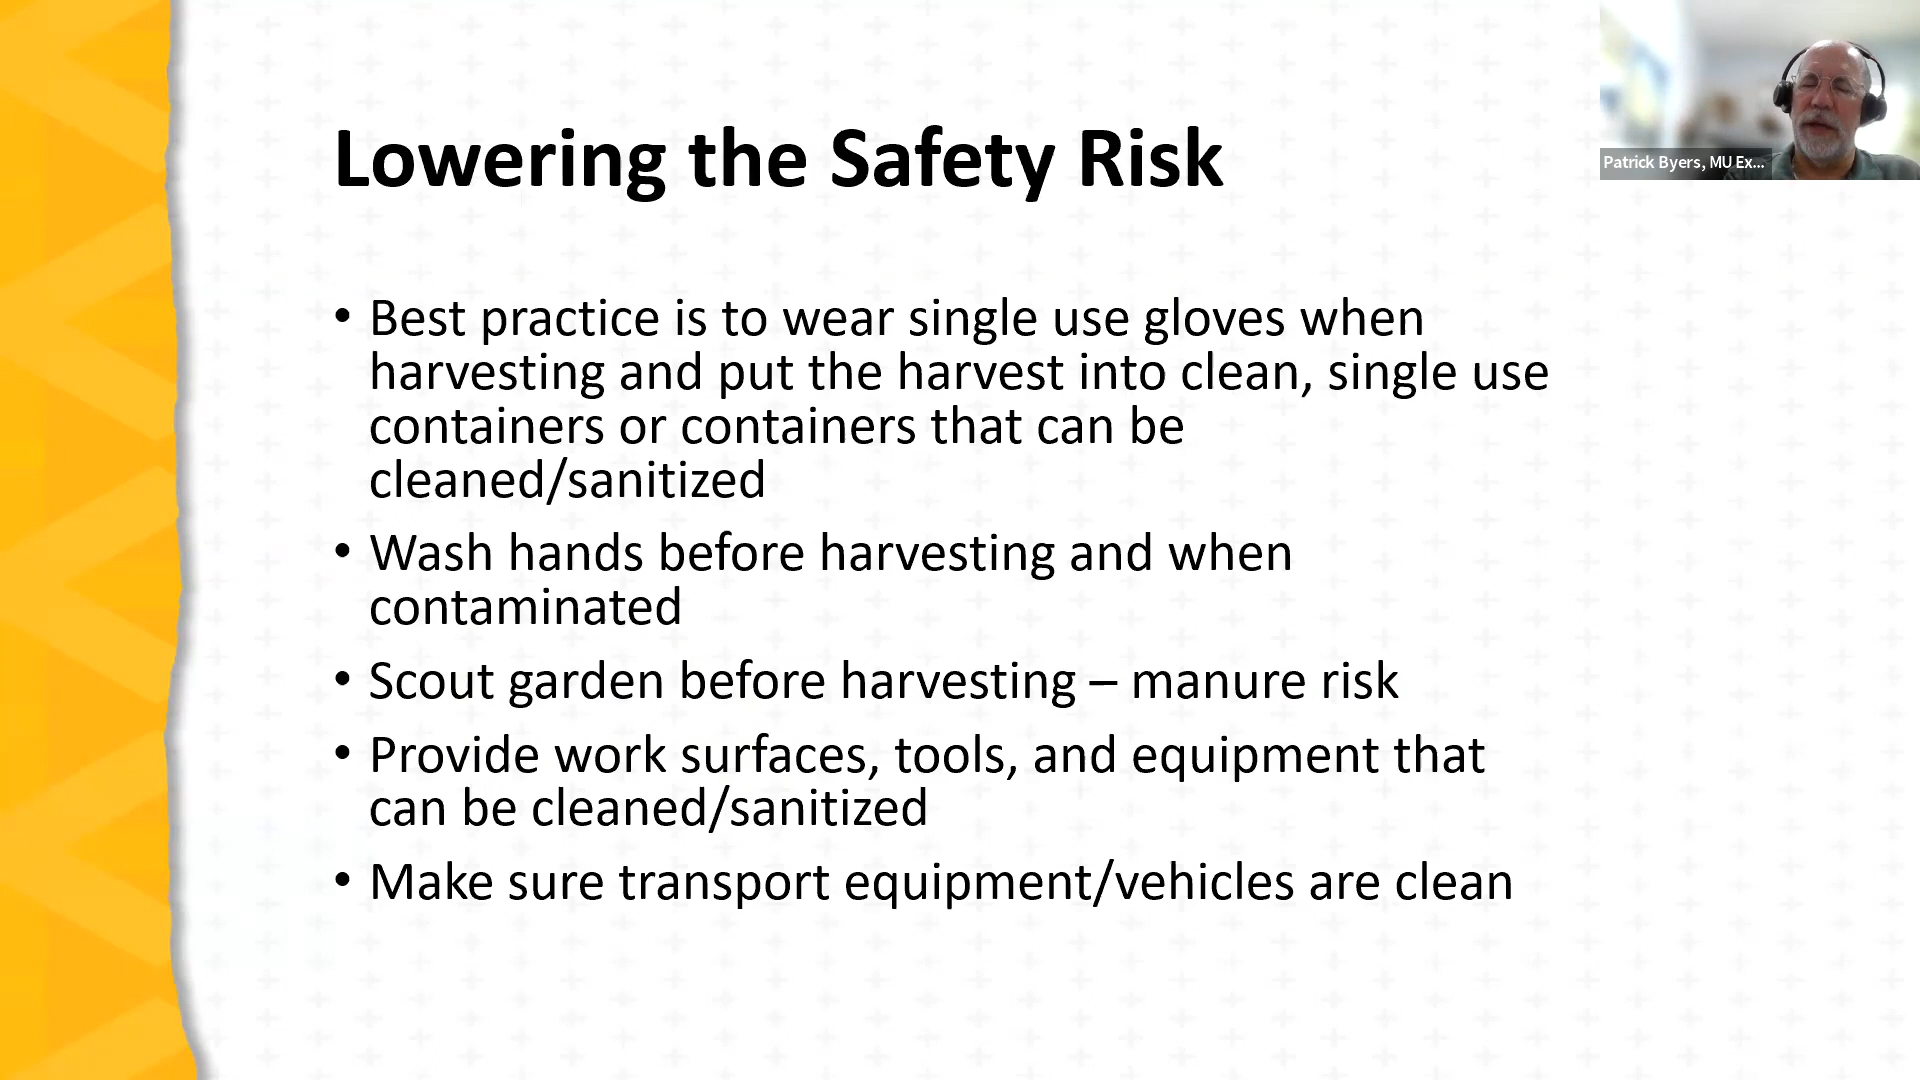 Lowering the Safety Risk
Patrick Byers, MU Ex...
• Best practice is to wear single use gloves when
harvesting and put the harvest into clean, single use
containers or containers that can be
cleaned/sanitized
• Wash hands before harvesting and when
contaminated
• Scout garden before harvesting – manure risk
• Provide work surfaces, tools, and equipment that
can be cleaned/sanitized
• Make sure transport equipment/vehicles are clean